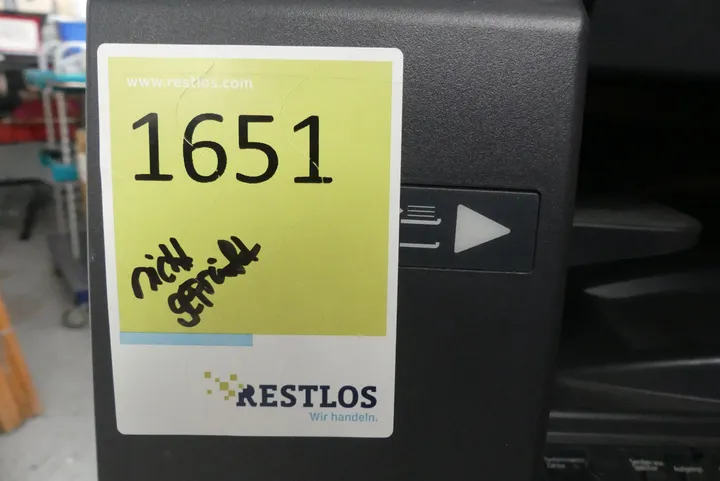 www.restlos.com
1651
nicht
geprüft
RESTLOS
Wir handeln.